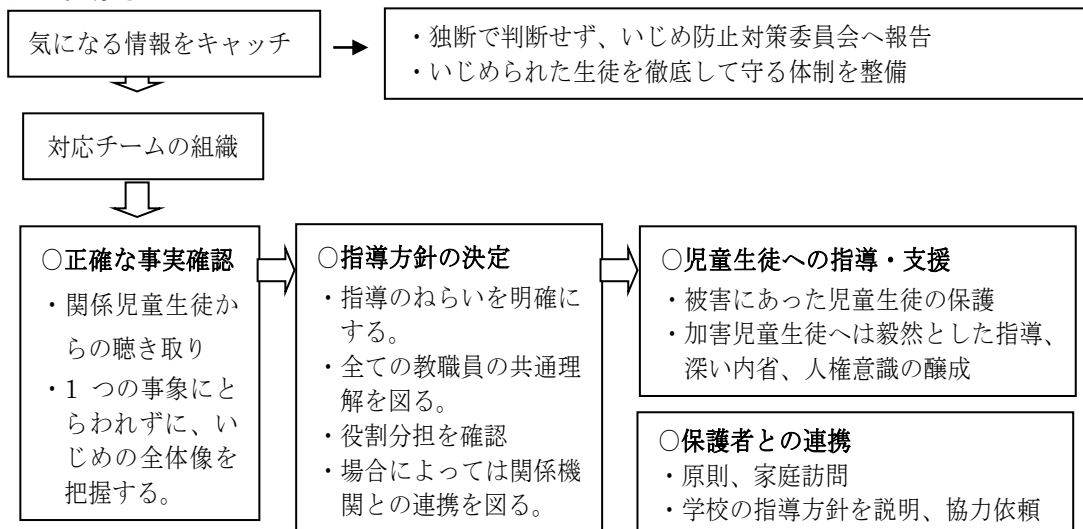 気になる情報をキャッチ
・独断で判断せず、いじめ防止対策委員会へ報告
・いじめられた生徒を徹底して守る体制を整備
対応チームの組織
○正確な事実確認
・関係児童生徒か
らの聴き取り
・1 つの事象にと
らわれずに、い
じめの全体像を
把握する。
○指導方針の決定
・指導のねらいを明確に
する。
・全ての教職員の共通理
解を図る。
・役割分担を確認
・場合によっては関係機
関との連携を図る。
○児童生徒への指導・支援
・被害にあった児童生徒の保護
・加害児童生徒へは毅然とした指導、
深い内省、人権意識の醸成
○保護者との連携
・原則、家庭訪問
・学校の指導方針を説明、協力依頼